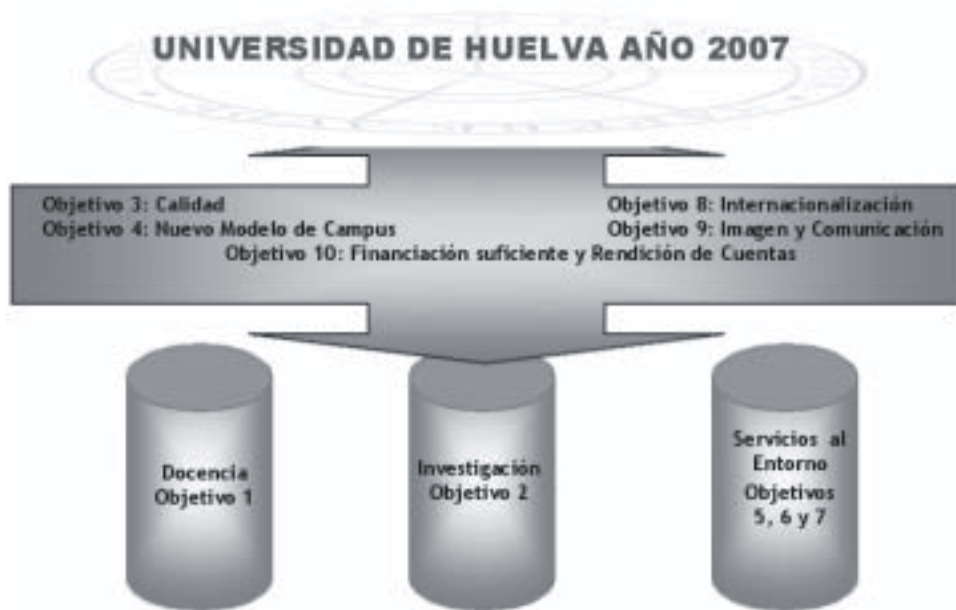 UNIVERSIDAD DE HUELVA AÑO 2007
Objetivo 3: Calidad
Objetivo 4: Nuevo Modelo de Campus
Objetivo 8: Internacionalización
Objetivo 9: Imagen y Comunicación
Objetivo 10: Financiación suficiente y Rendición de Cuentas
Docencia
Objetivo 1
Investigación
Objetivo 2
Servicios al
Entorno
Objetivos
5, 6 y 7